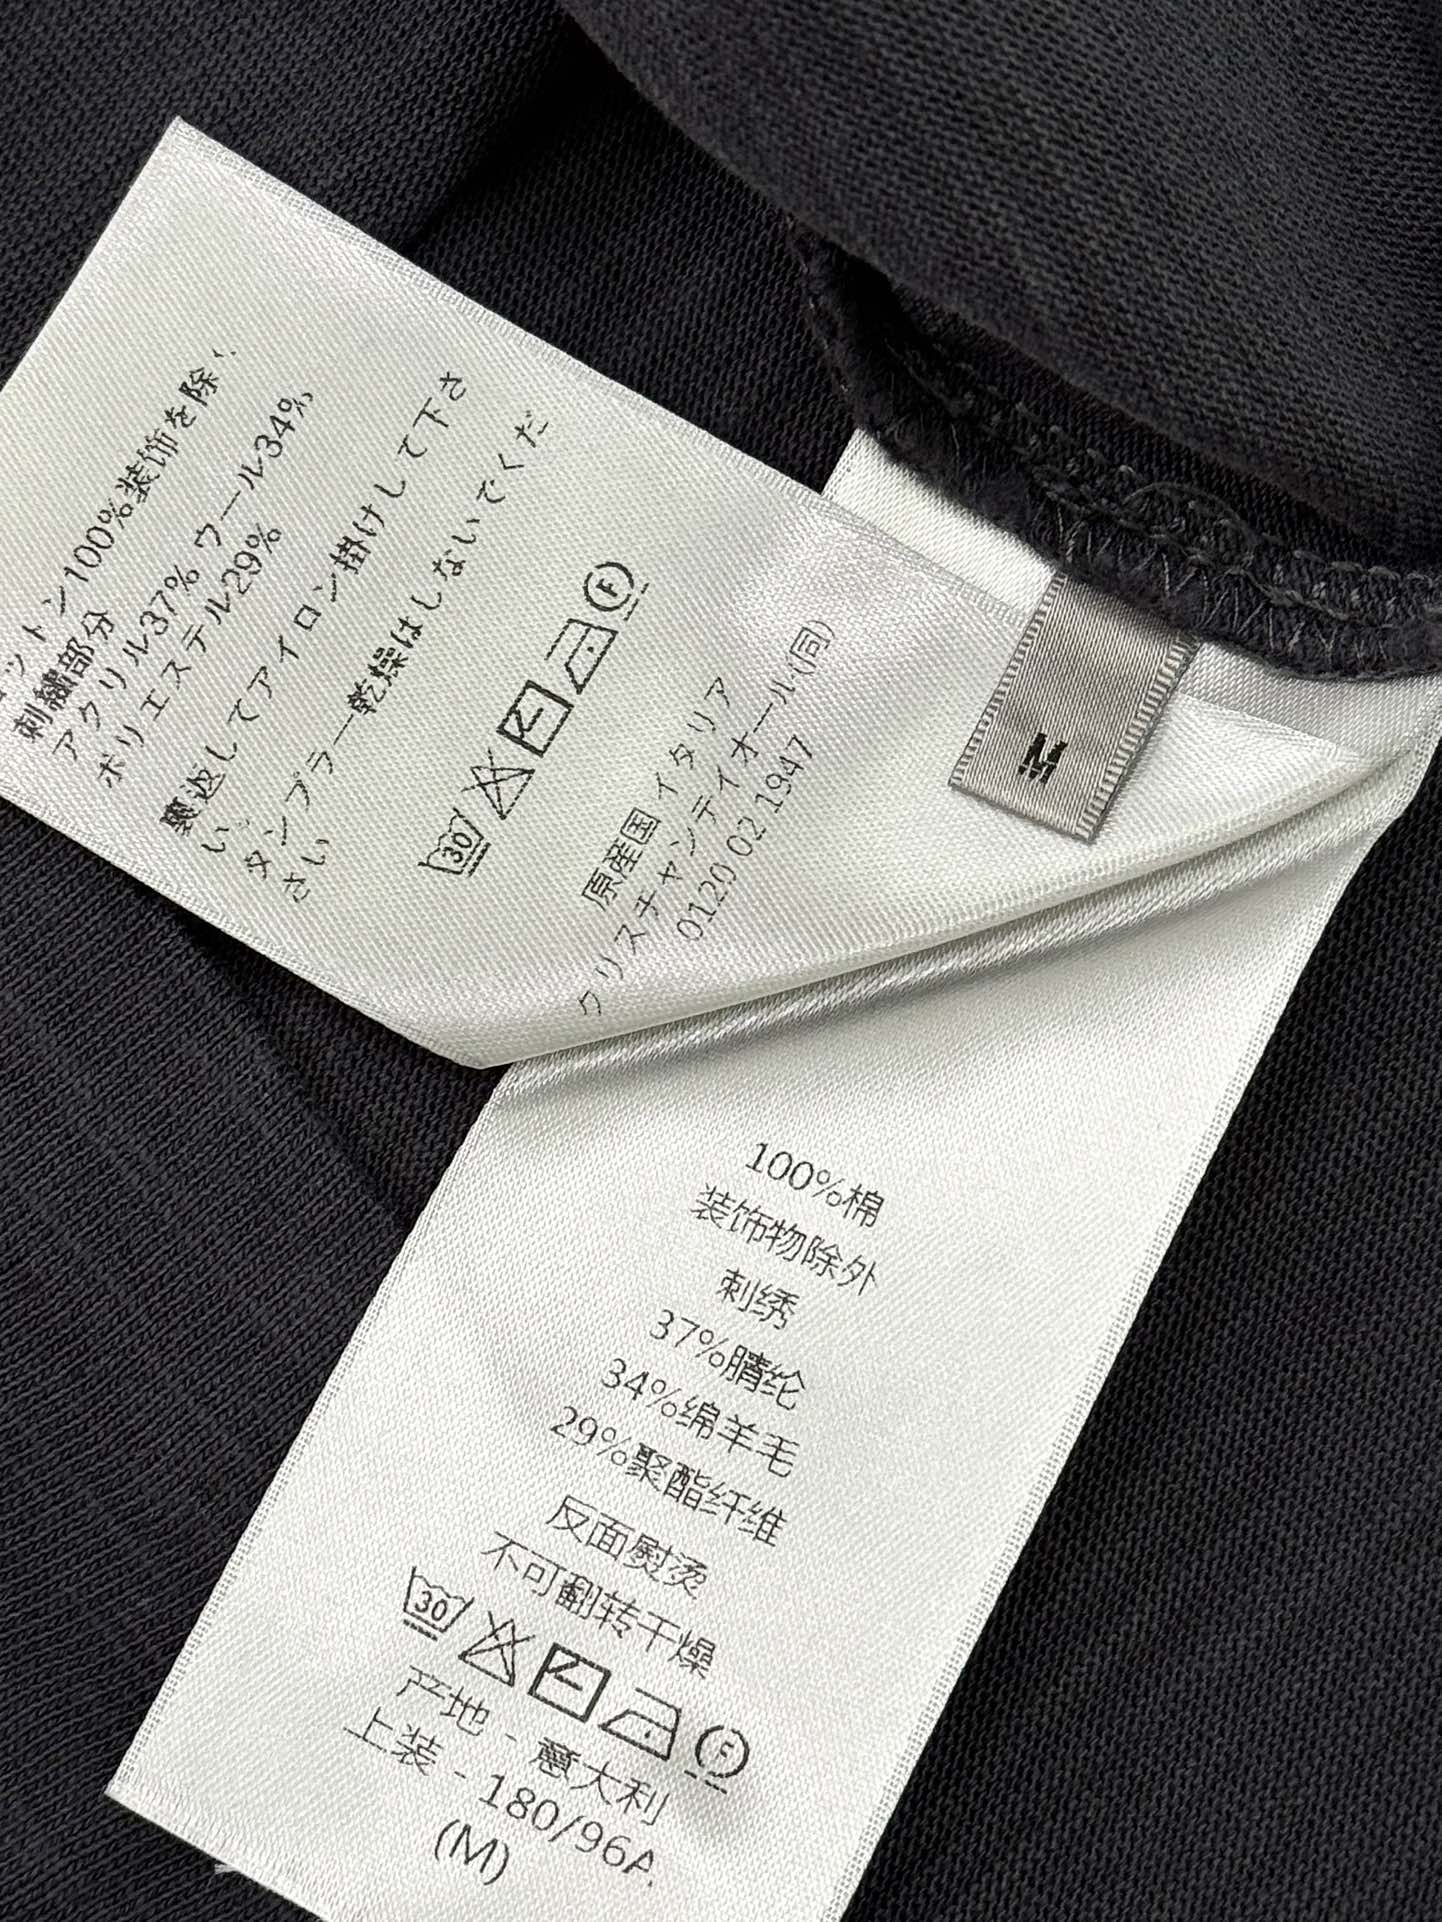 ットン100%装飾を除く
刺繍部分
アクリル37% ウール34%
ポリエステル29%
裏返してアイロン掛けして下さ
い。
タンブラー乾燥はしないでくだ
さい
30
F
原産国 イタリア
クリスチャンディオール(同)
0120 02 1947
M
100%棉
装饰物除外
刺绣
37%腈纶
34%绵羊毛
29%聚酯纤维
反面熨烫
不可翻转干燥
30
F
产地 - 意大利
上装 - 180/96A
(M)